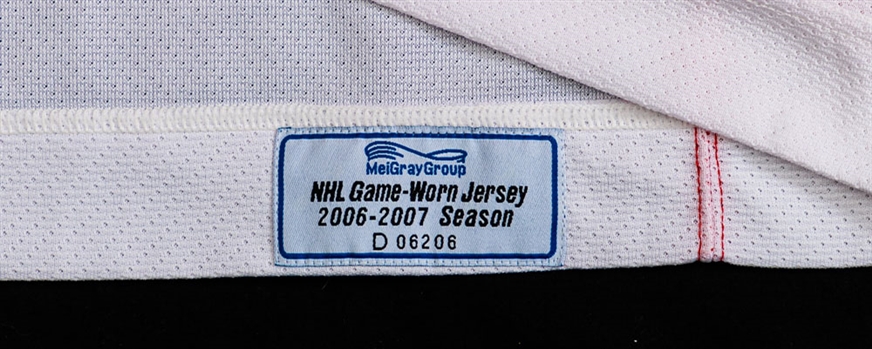 MeiGrayGroup
NHL Game-Worn Jersey
2006-2007 Season
D 06206